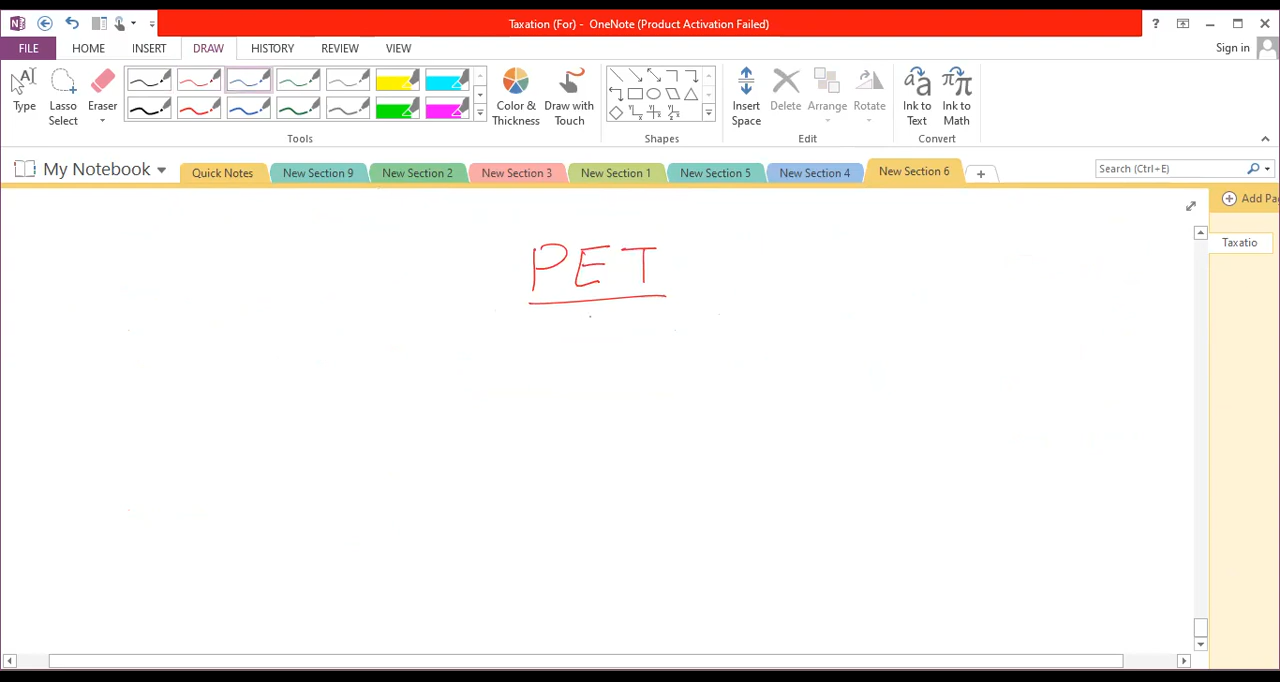 Taxation (For) - OneNote (Product Activation Failed)
?
FILE HOME INSERT DRAW HISTORY REVIEW VIEW
Sign in
Type
Lasso Select
Eraser
Color & Thickness
Draw with Touch
Insert Space
Delete
Arrange
Rotate
Ink to Text
Ink to Math
Tools Shapes Edit Convert
My Notebook Quick Notes New Section 9 New Section 2 New Section 3 New Section 1 New Section 5 New Section 4 New Section 6
Search (Ctrl+E)
Add Pa
Taxatio
PET